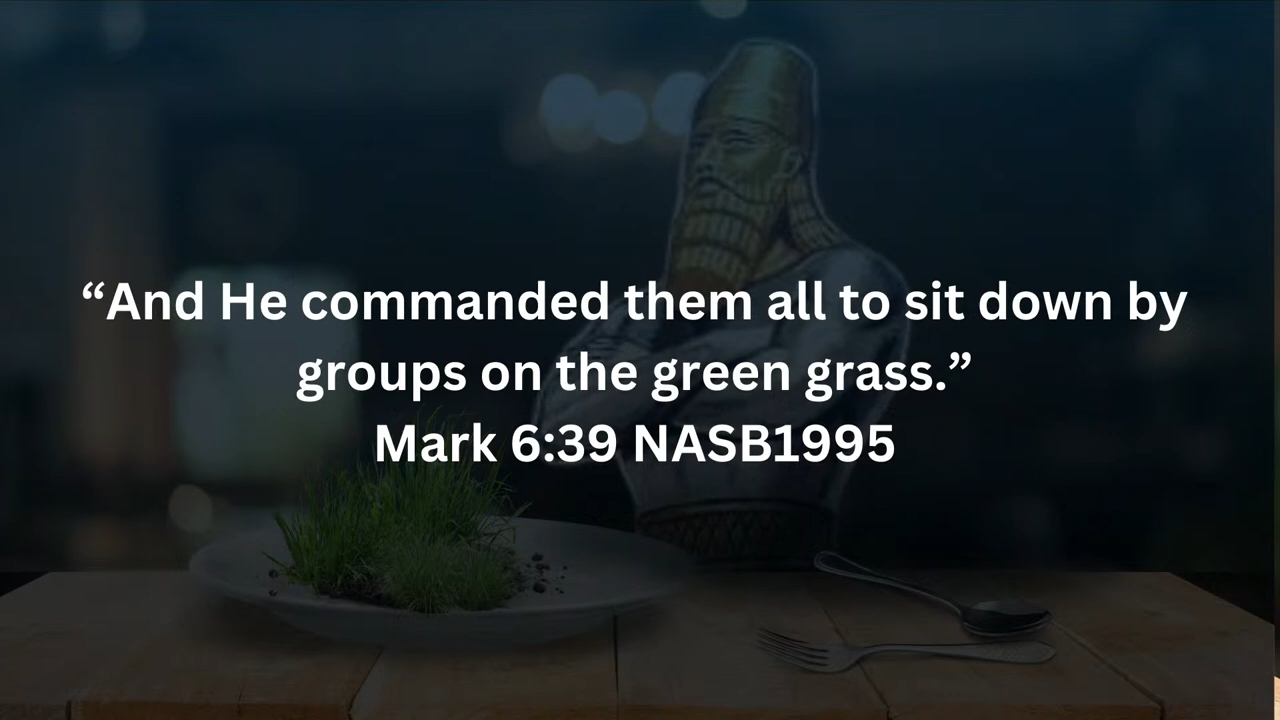 “And He commanded them all to sit down by
groups on the green grass.”
Mark 6:39 NASB1995